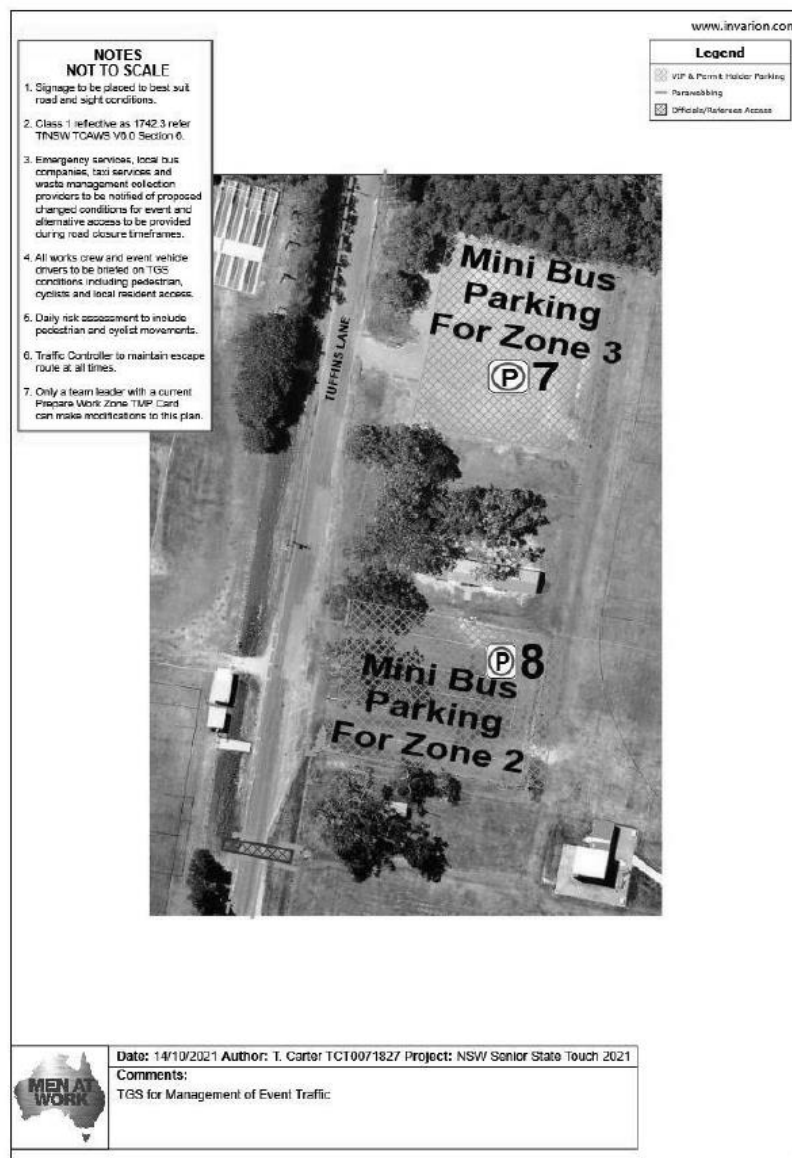 www.invarion.com
NOTES
NOT TO SCALE
1. Signage to be placed to best suit
road and sight conditions.
2. Class 1 reflective as 1742.3 refer
TfNSW TCAWS V6.0 Section 6.
3. Emergency services, local bus
companies, taxi services and
waste management collection
providers to be notified of proposed
changed conditions for event and
alternative access to be provided
during road closure timeframes.
4. All works crew and event vehicle
drivers to be briefed on TGS
conditions including pedestrian,
cyclists and local resident access.
5. Daily risk assessment to include
pedestrian and cyclist movements.
6. Traffic Controller to maintain escape
route at all times.
7. Only a team leader with a current
Prepare Work Zone TMP Card
can make modifications to this plan.
Legend
VIP & Permit Holder Parking
Parawebbing
Officials/Referees Access
Mini Bus
Parking
For Zone 3
P 7
TUFFINS LANE
P 8
Mini Bus
Parking
For Zone 2
MEN AT
WORK
Date: 14/10/2021 Author: T. Carter TCT0071827 Project: NSW Senior State Touch 2021
Comments:
TGS for Management of Event Traffic